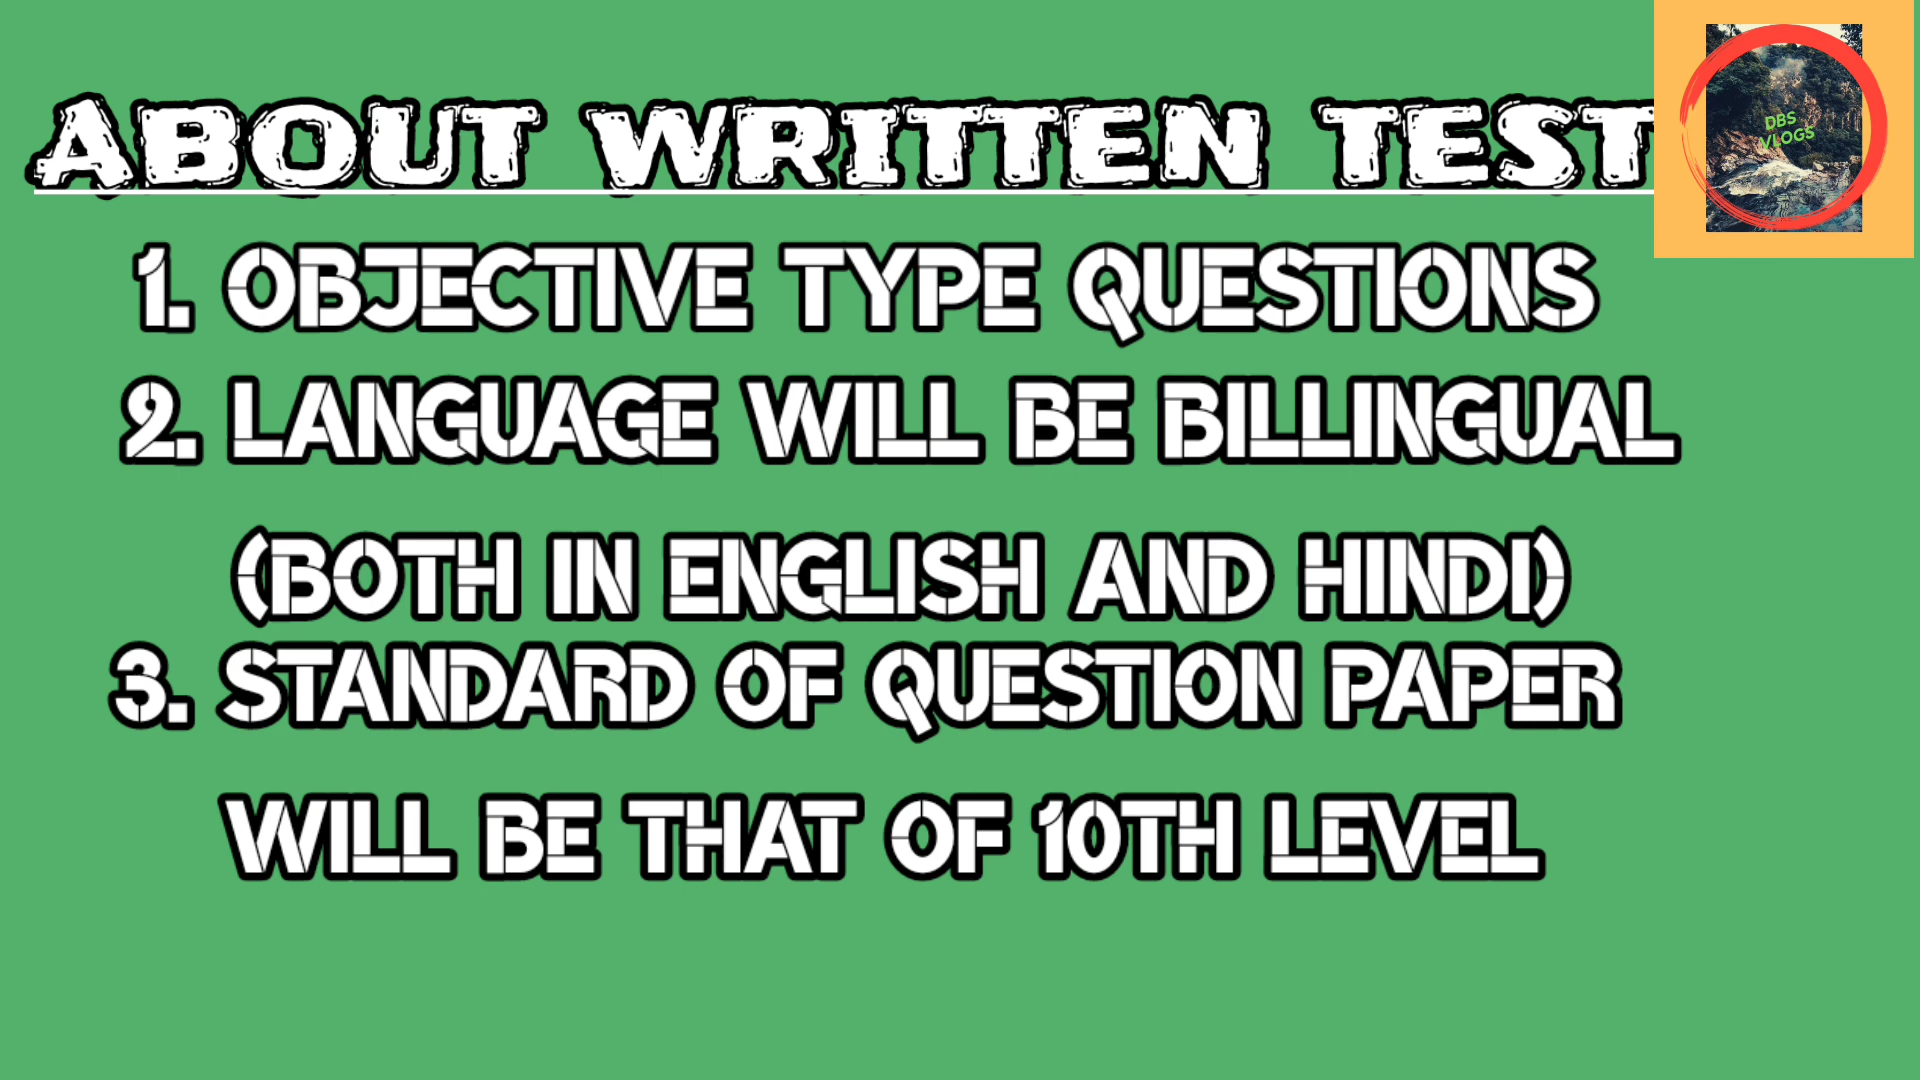 ABOUT WRITTEN TEST
DBS
VLOGS
1. OBJECTIVE TYPE QUESTIONS
2. LANGUAGE WILL BE BILLINGUAL
(BOTH IN ENGLISH AND HINDI)
3. STANDARD OF QUESTION PAPER
WILL BE THAT OF 10TH LEVEL